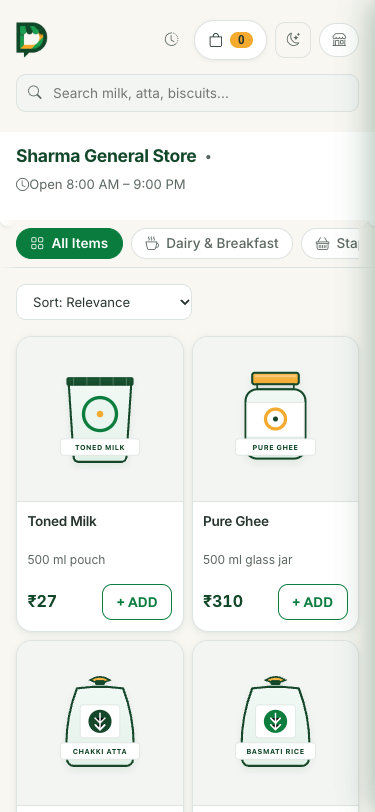 0
Search milk, atta, biscuits...
Sharma General Store •
Open 8:00 AM – 9:00 PM
All Items
Dairy & Breakfast
Sort: Relevance
TONED MILK
PURE GHEE
Toned Milk
Pure Ghee
500 ml pouch
500 ml glass jar
₹27
+ ADD
₹310
+ ADD
CHAKKI ATTA
BASMATI RICE